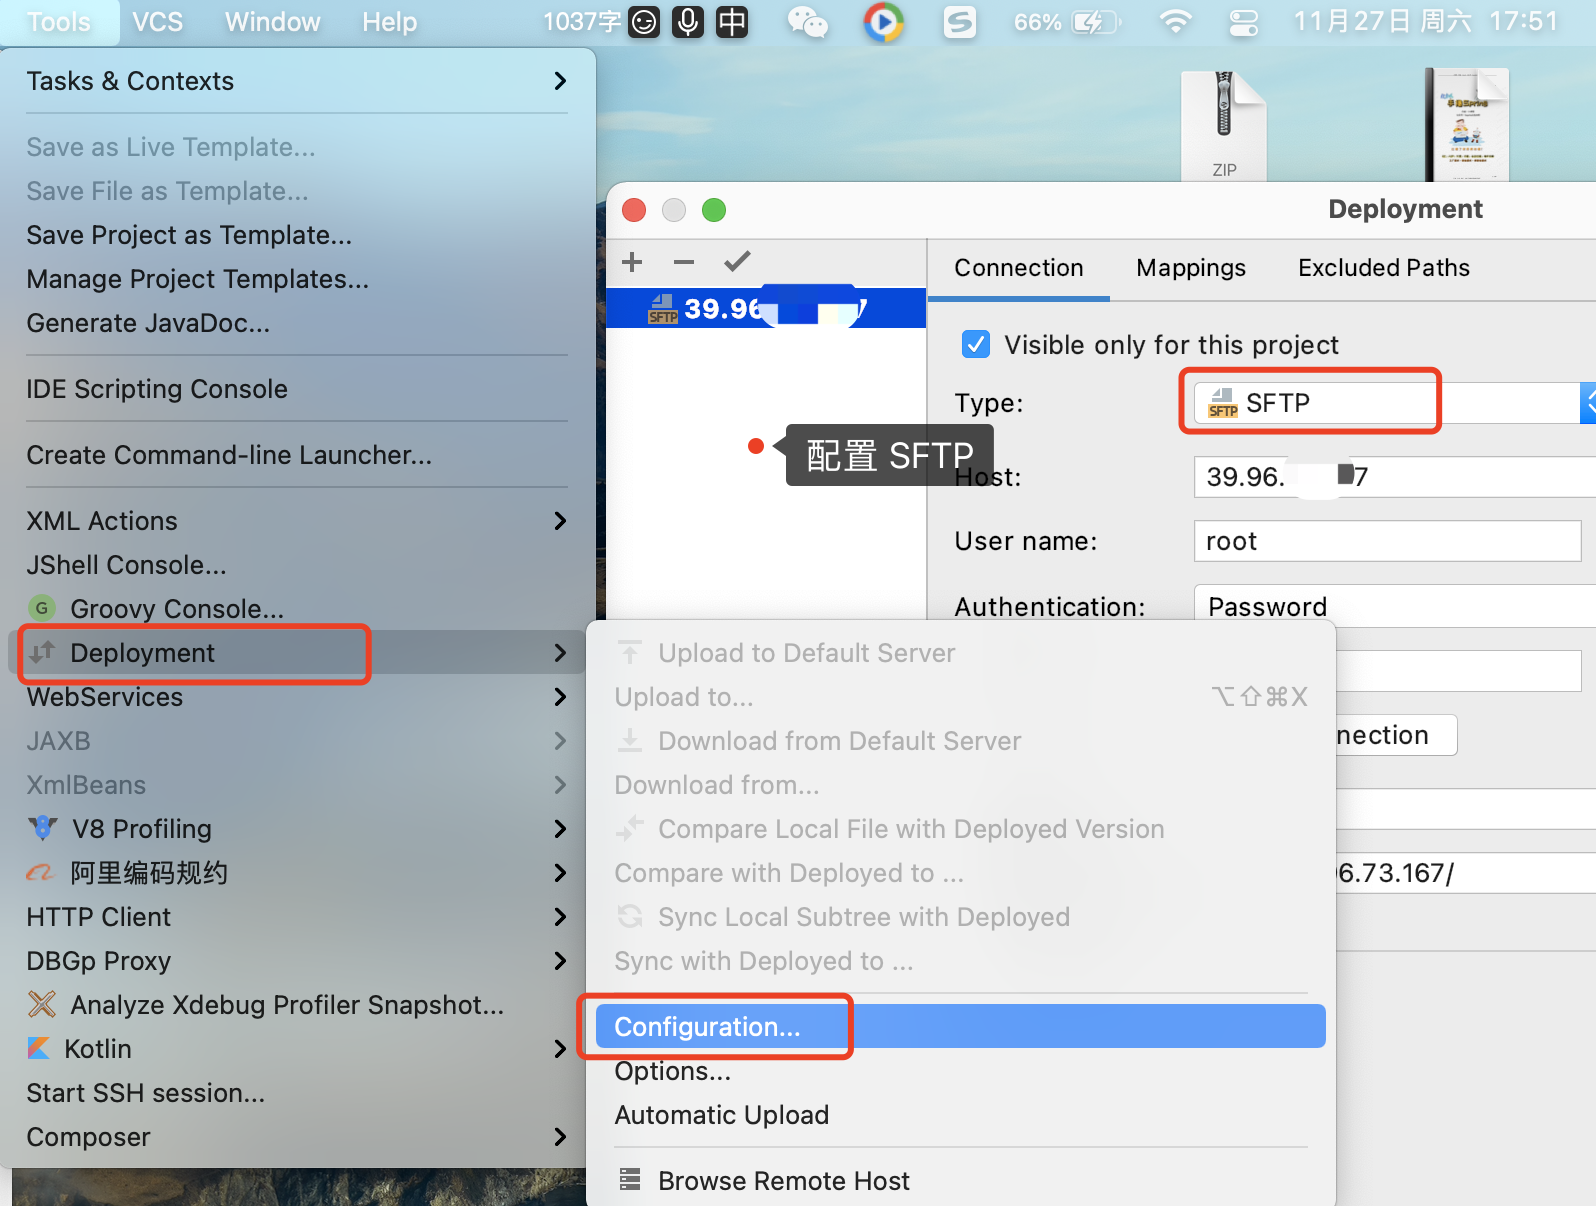 Tools VCS Window Help 1037字 中 66% 11月27日 周六 17:51
Tasks & Contexts
Save as Live Template...
Save File as Template...
Save Project as Template...
Manage Project Templates...
Generate JavaDoc...
IDE Scripting Console
Create Command-line Launcher...
XML Actions
JShell Console...
G Groovy Console...
Deployment
WebServices
JAXB
XmlBeans
V8 Profiling
阿里编码规约
HTTP Client
DBGp Proxy
Analyze Xdebug Profiler Snapshot...
Kotlin
Start SSH session...
Composer
ZIP
Deployment
Connection Mappings Excluded Paths
SFTP 39.96 7
Visible only for this project
Type: SFTP SFTP
配置 SFTP
Host: 39.96. 7
User name: root
Authentication: Password
nection
6.73.167/
Upload to Default Server
Upload to... ⌥⇧⌘X
Download from Default Server
Download from...
Compare Local File with Deployed Version
Compare with Deployed to ...
Sync Local Subtree with Deployed
Sync with Deployed to ...
Configuration...
Options...
Automatic Upload
Browse Remote Host